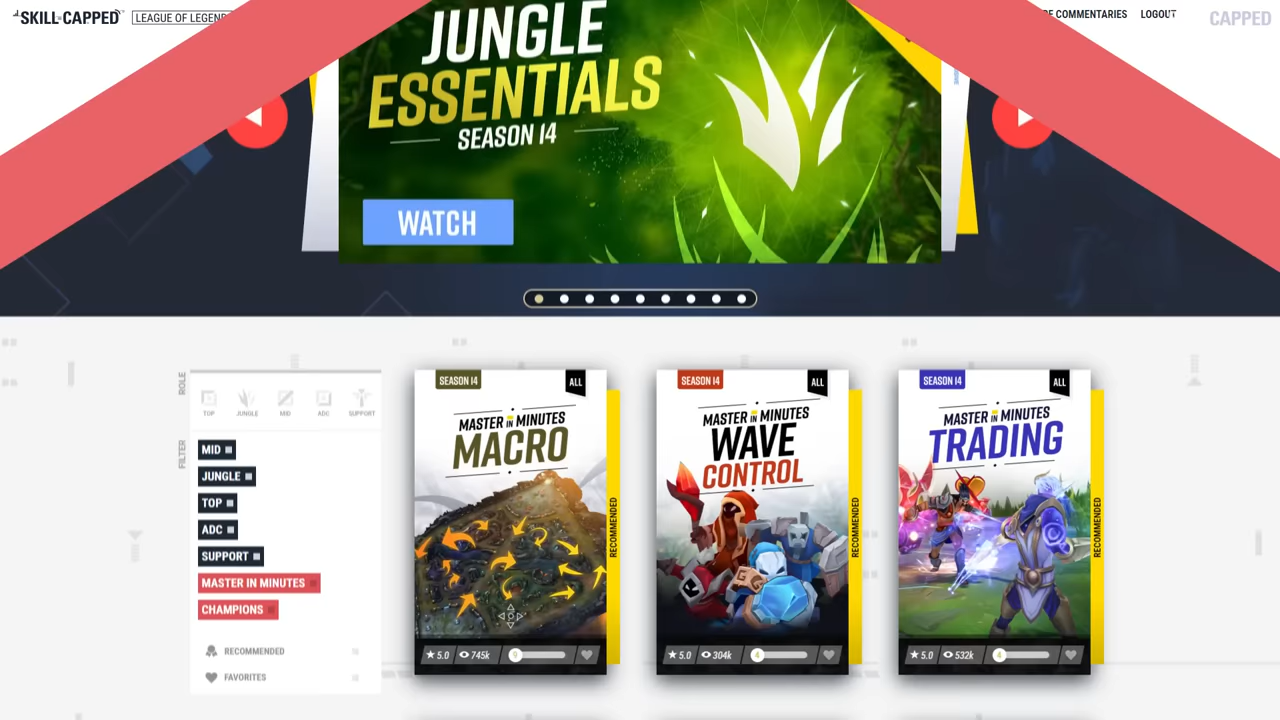 SKILL-CAPPED
LEAGUE OF LEGEND
COMMENTARIES
LOGOUT
CAPPED
JUNGLE
ESSENTIALS
SEASON 14
WATCH
ROLE
TOP
JUNGLE
MID
ADC
SUPPORT
FILTER
MID
JUNGLE
TOP
ADC
SUPPORT
MASTER IN MINUTES
CHAMPIONS
RECOMMENDED
FAVORITES
SEASON 14
ALL
MASTER IN MINUTES
MACRO
RECOMMENDED
5.0
745k
9
SEASON 14
ALL
MASTER IN MINUTES
WAVE
CONTROL
RECOMMENDED
5.0
304k
4
SEASON 14
ALL
MASTER IN MINUTES
TRADING
RECOMMENDED
5.0
532k
4